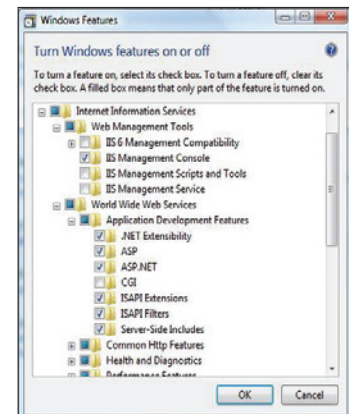 Windows Features
Turn Windows features on or off
To turn a feature on, select its check box. To turn a feature off, clear its
check box. A filled box means that only part of the feature is turned on.
Internet Information Services
Web Management Tools
IIS 6 Management Compatibility
IIS Management Console
IIS Management Scripts and Tools
IIS Management Service
World Wide Web Services
Application Development Features
.NET Extensibility
ASP
ASP.NET
CGI
ISAPI Extensions
ISAPI Filters
Server-Side Includes
Common Http Features
Health and Diagnostics
Performance Features
OK Cancel